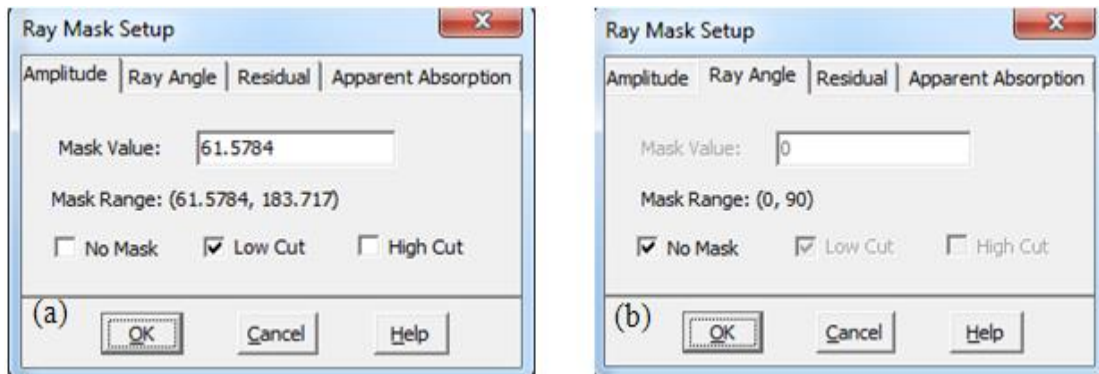 Ray Mask Setup
Amplitude Ray Angle Residual Apparent Absorption
Mask Value: 61.5784
Mask Range: (61.5784, 183.717)
No Mask Low Cut High Cut
(a) OK Cancel Help
Ray Mask Setup
Amplitude Ray Angle Residual Apparent Absorption
Mask Value: 0
Mask Range: (0, 90)
No Mask Low Cut High Cut
(b) OK Cancel Help